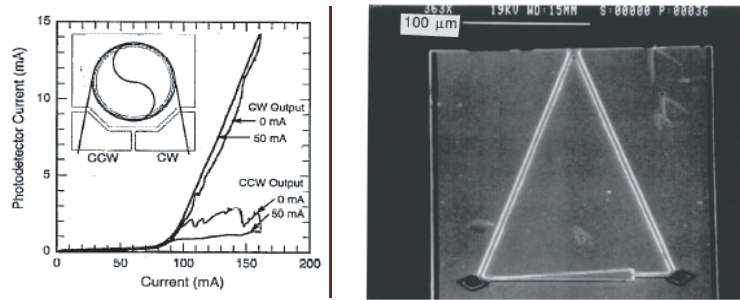 Photodetector Current (mA)
15
10
5
0
0 50 100 150 200
Current (mA)
CCW CW
CW Output
0 mA
50 mA
CCW Output
0 mA
50 mA
363X 19KV WD:15MM S:00000 P:00036
100 μm